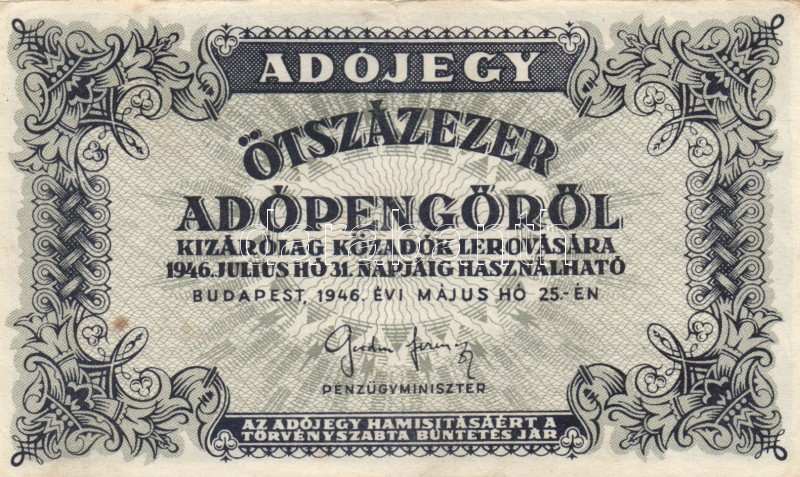 ADÓJEGY
ÖTSZÁZEZER
ADÓPENGŐRŐL
KIZÁRÓLAG KÖZADÓK LEROVÁSÁRA
1946. JULIUS HÓ 31. NAPJÁIG HASZNÁLHATÓ
BUDAPEST, 1946. ÉVI MÁJUS HÓ 25.-ÉN
PÉNZÜGYMINISZTER
AZ ADÓJEGY HAMISITÁSÁÉRT A
TÖRVÉNYSZABTA BÜNTETÉS JÁR